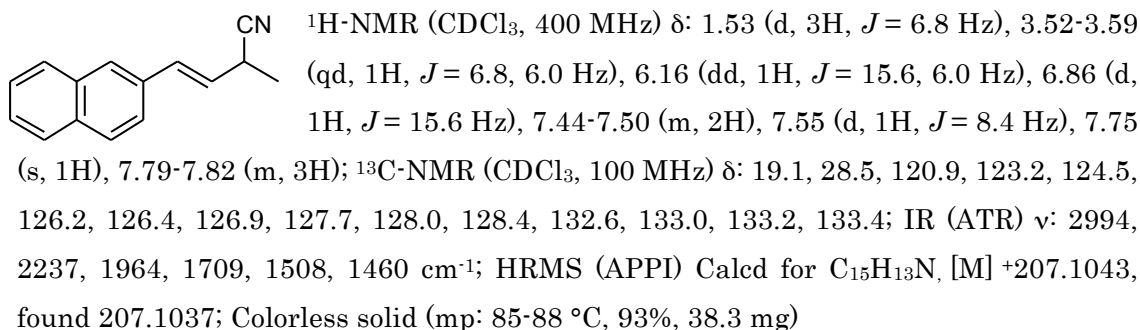 CN
¹H-NMR (CDCl₃, 400 MHz) δ: 1.53 (d, 3H, J = 6.8 Hz), 3.52-3.59
(qd, 1H, J = 6.8, 6.0 Hz), 6.16 (dd, 1H, J = 15.6, 6.0 Hz), 6.86 (d,
1H, J = 15.6 Hz), 7.44-7.50 (m, 2H), 7.55 (d, 1H, J = 8.4 Hz), 7.75
(s, 1H), 7.79-7.82 (m, 3H); ¹³C-NMR (CDCl₃, 100 MHz) δ: 19.1, 28.5, 120.9, 123.2, 124.5,
126.2, 126.4, 126.9, 127.7, 128.0, 128.4, 132.6, 133.0, 133.2, 133.4; IR (ATR) ν: 2994,
2237, 1964, 1709, 1508, 1460 cm⁻¹; HRMS (APPI) Calcd for C₁₅H₁₃N, [M] ⁺207.1043,
found 207.1037; Colorless solid (mp: 85-88 °C, 93%, 38.3 mg)